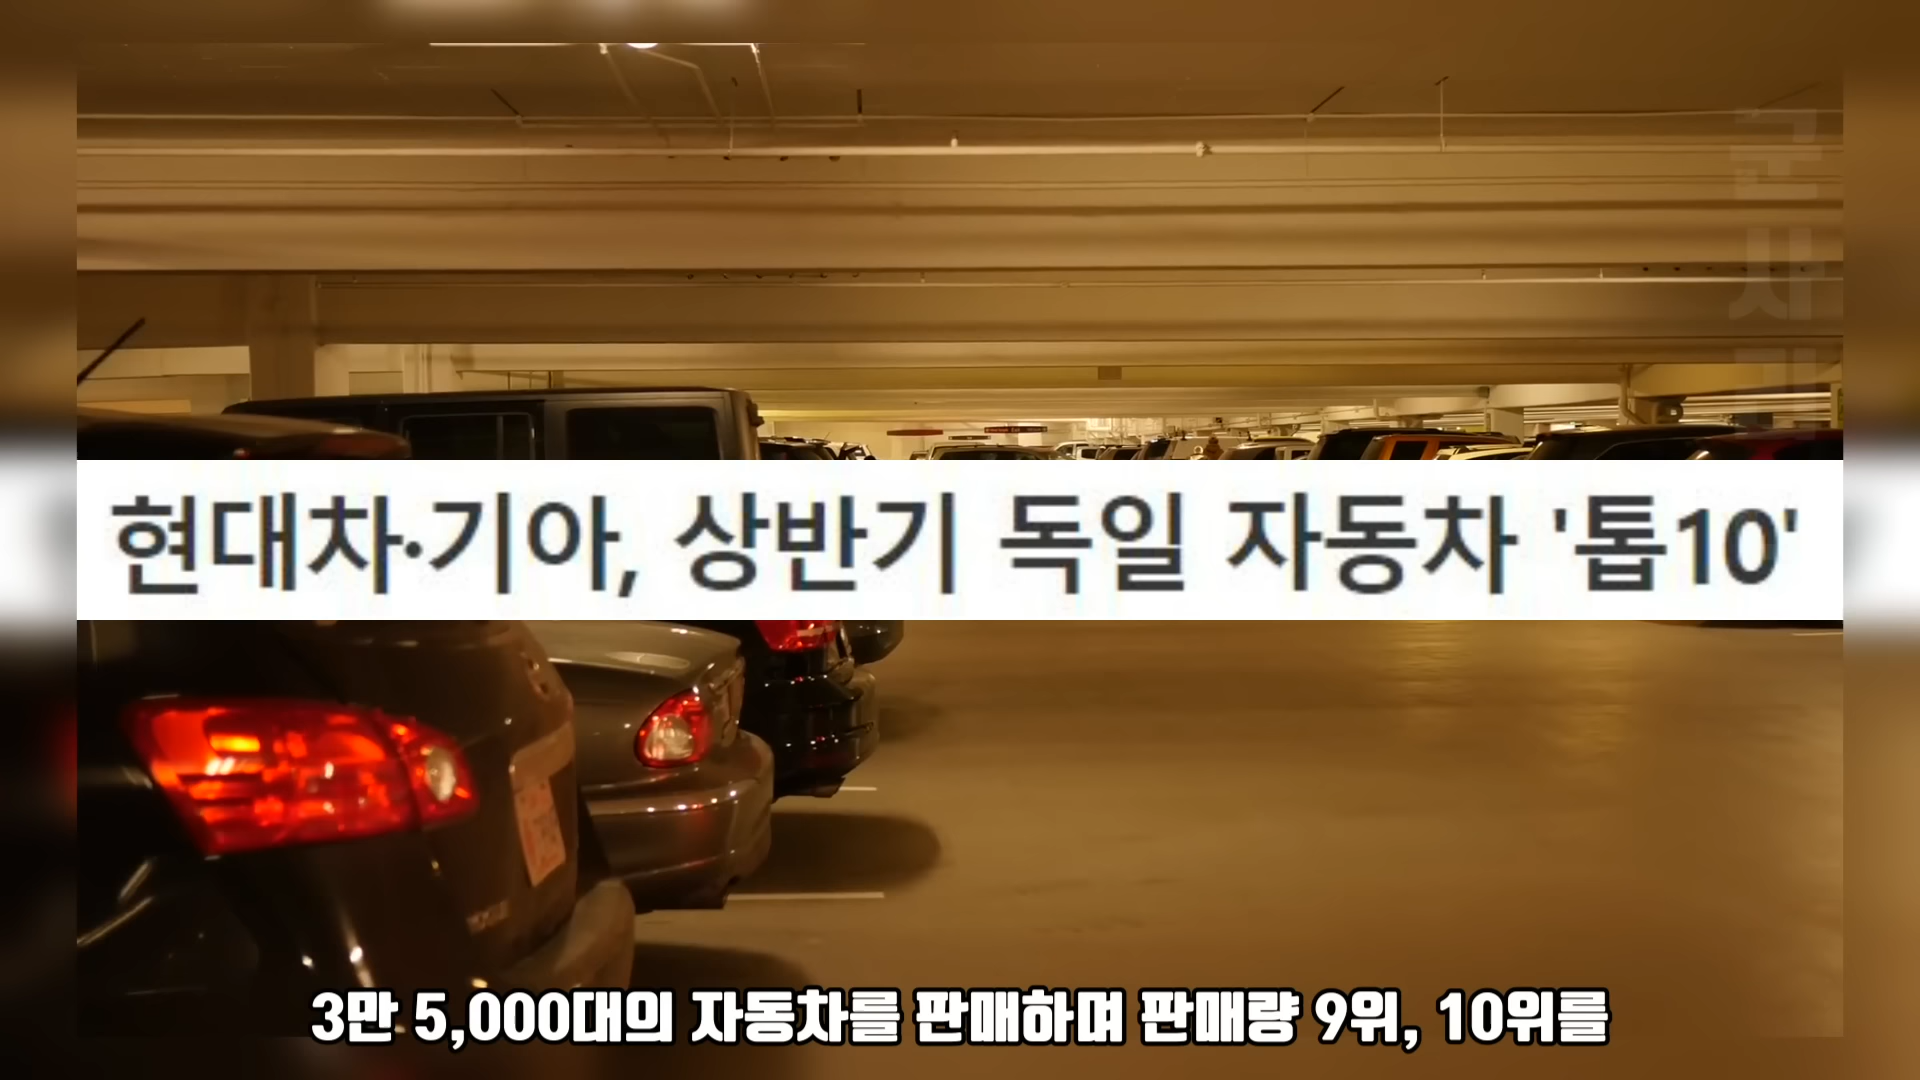 현대차·기아, 상반기 독일 자동차 '톱10'
3만 5,000대의 자동차를 판매하며 판매량 9위, 10위를